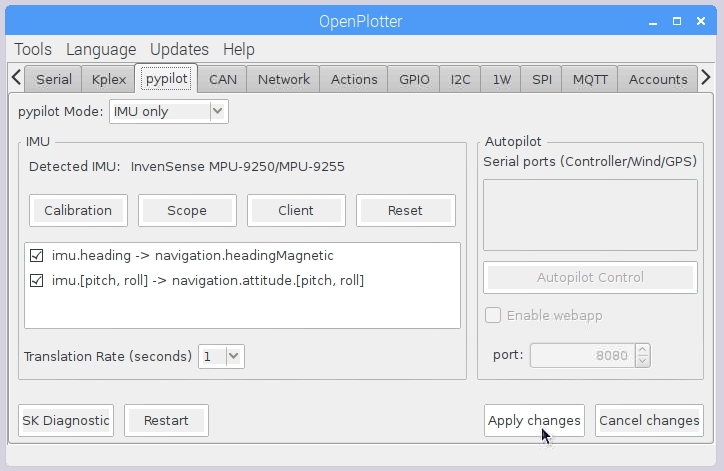 OpenPlotter
Tools Language Updates Help
Serial Kplex pypilot CAN Network Actions GPIO I2C 1W SPI MQTT Accounts
pypilot Mode: IMU only
IMU
Detected IMU: InvenSense MPU-9250/MPU-9255
Calibration Scope Client Reset
imu.heading -> navigation.headingMagnetic
imu.[pitch, roll] -> navigation.attitude.[pitch, roll]
Translation Rate (seconds) 1
Autopilot
Serial ports (Controller/Wind/GPS)
Autopilot Control
Enable webapp
port: 8080
SK Diagnostic Restart Apply changes Cancel changes